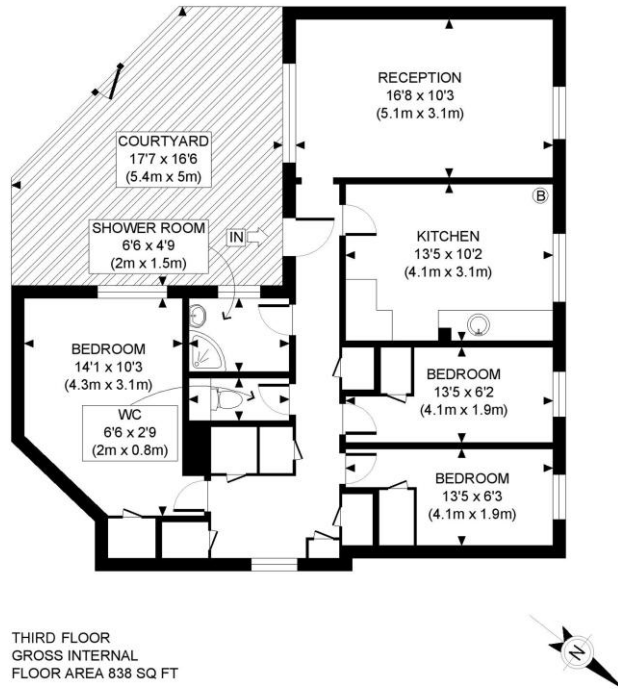 RECEPTION
16'8 x 10'3
(5.1m x 3.1m)
COURTYARD
17'7 x 16'6
(5.4m x 5m)
SHOWER ROOM
6'6 x 4'9
(2m x 1.5m)
IN
B
KITCHEN
13'5 x 10'2
(4.1m x 3.1m)
BEDROOM
14'1 x 10'3
(4.3m x 3.1m)
WC
6'6 x 2'9
(2m x 0.8m)
BEDROOM
13'5 x 6'2
(4.1m x 1.9m)
BEDROOM
13'5 x 6'3
(4.1m x 1.9m)
THIRD FLOOR
GROSS INTERNAL
FLOOR AREA 838 SQ FT
N